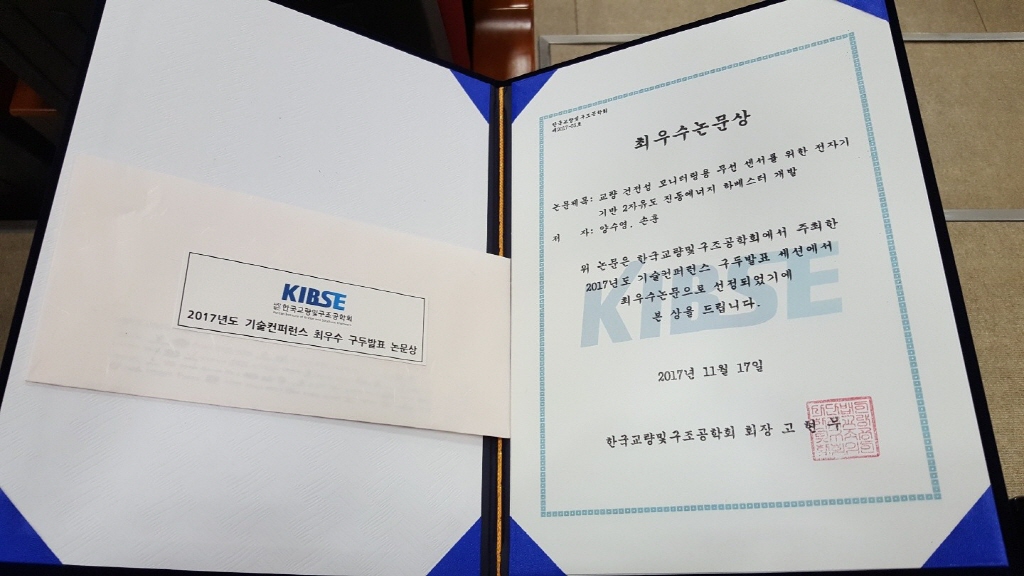 KIBSE
한국교량및구조공학회
2017년도 기술컨퍼런스 최우수 구두발표 논문상
한국교량및구조공학회
제2017-01호
최우수논문상
논문제목: 교량 건전성 모니터링용 무선 센서를 위한 전자기
기반 2자유도 진동에너지 하베스터 개발
저 자: 양수영, 손훈
위 논문은 한국교량및구조공학회에서 주최한
2017년도 기술컨퍼런스 구두발표 세션에서
최우수논문으로 선정되었기에
본 상을 드립니다.
KIBSE
2017년 11월 17일
한국교량및구조공학회 회장 고현무